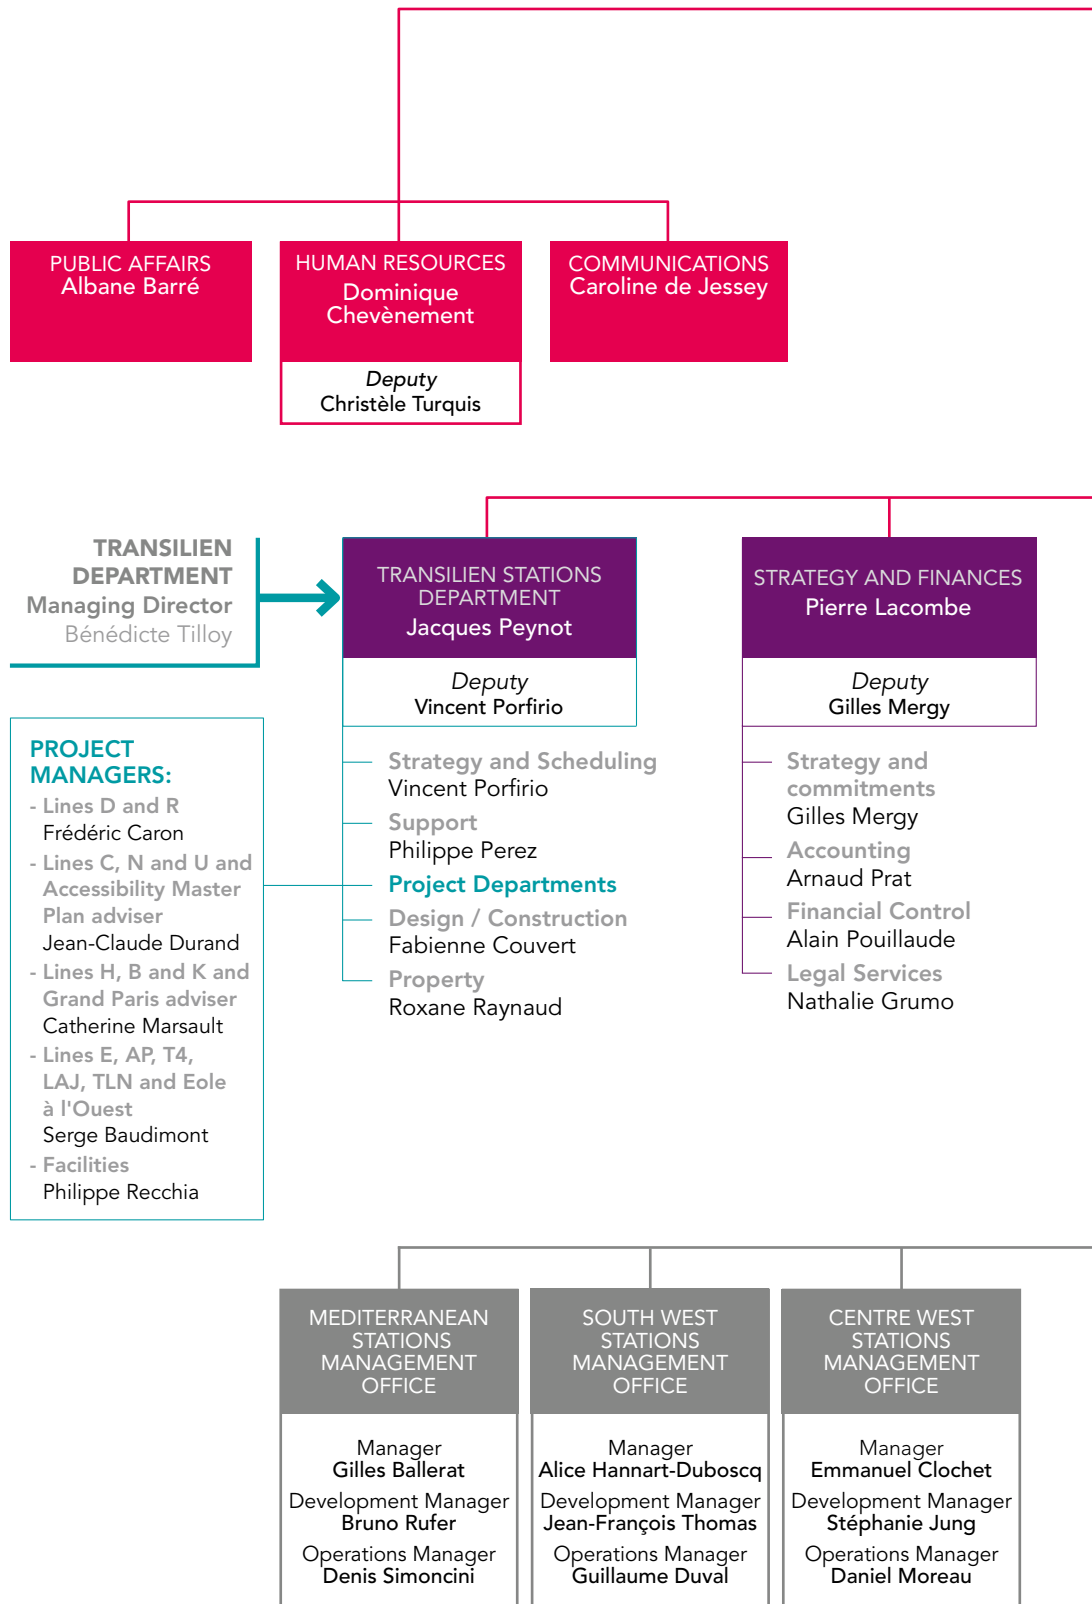 PUBLIC AFFAIRS
Albane Barré
HUMAN RESOURCES
Dominique
Chevènement
Deputy
Christèle Turquis
COMMUNICATIONS
Caroline de Jessey
TRANSILIEN
DEPARTMENT
Managing Director
Bénédicte Tilloy
TRANSILIEN STATIONS
DEPARTMENT
Jacques Peynot
Deputy
Vincent Porfirio
Strategy and Scheduling
Vincent Porfirio
Support
Philippe Perez
Project Departments
Design / Construction
Fabienne Couvert
Property
Roxane Raynaud
STRATEGY AND FINANCES
Pierre Lacombe
Deputy
Gilles Mergy
Strategy and
commitments
Gilles Mergy
Accounting
Arnaud Prat
Financial Control
Alain Pouillaude
Legal Services
Nathalie Grumo
PROJECT
MANAGERS:
- Lines D and R
Frédéric Caron
- Lines C, N and U and
Accessibility Master
Plan adviser
Jean-Claude Durand
- Lines H, B and K and
Grand Paris adviser
Catherine Marsault
- Lines E, AP, T4,
LAJ, TLN and Eole
à l'Ouest
Serge Baudimont
- Facilities
Philippe Recchia
MEDITERRANEAN
STATIONS
MANAGEMENT
OFFICE
Manager
Gilles Ballerat
Development Manager
Bruno Rufer
Operations Manager
Denis Simoncini
SOUTH WEST
STATIONS
MANAGEMENT
OFFICE
Manager
Alice Hannart-Duboscq
Development Manager
Jean-François Thomas
Operations Manager
Guillaume Duval
CENTRE WEST
STATIONS
MANAGEMENT
OFFICE
Manager
Emmanuel Clochet
Development Manager
Stéphanie Jung
Operations Manager
Daniel Moreau